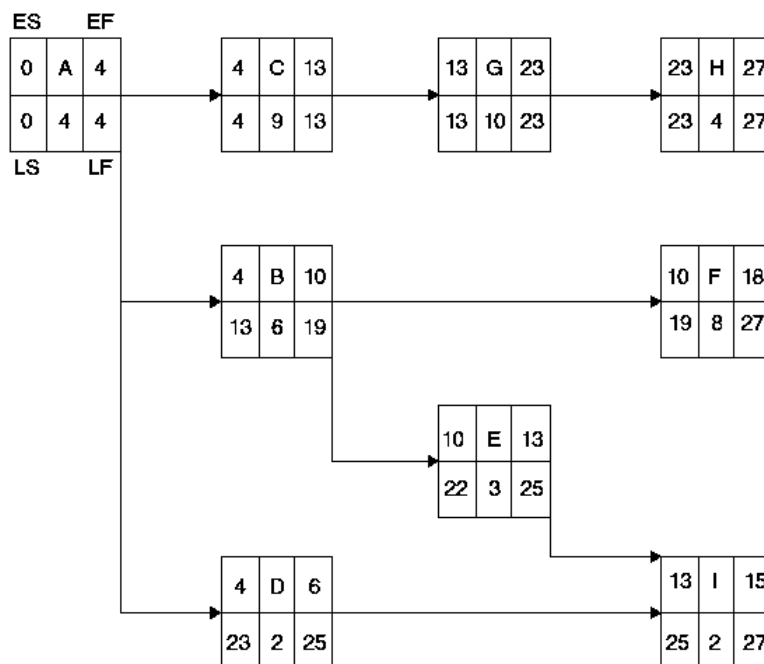 ES EF
0 A 4
0 4 4
LS LF
4 C 13
4 9 13
13 G 23
13 10 23
23 H 27
23 4 27
4 B 10
13 6 19
10 F 18
19 8 27
10 E 13
22 3 25
4 D 6
23 2 25
13 I 15
25 2 27